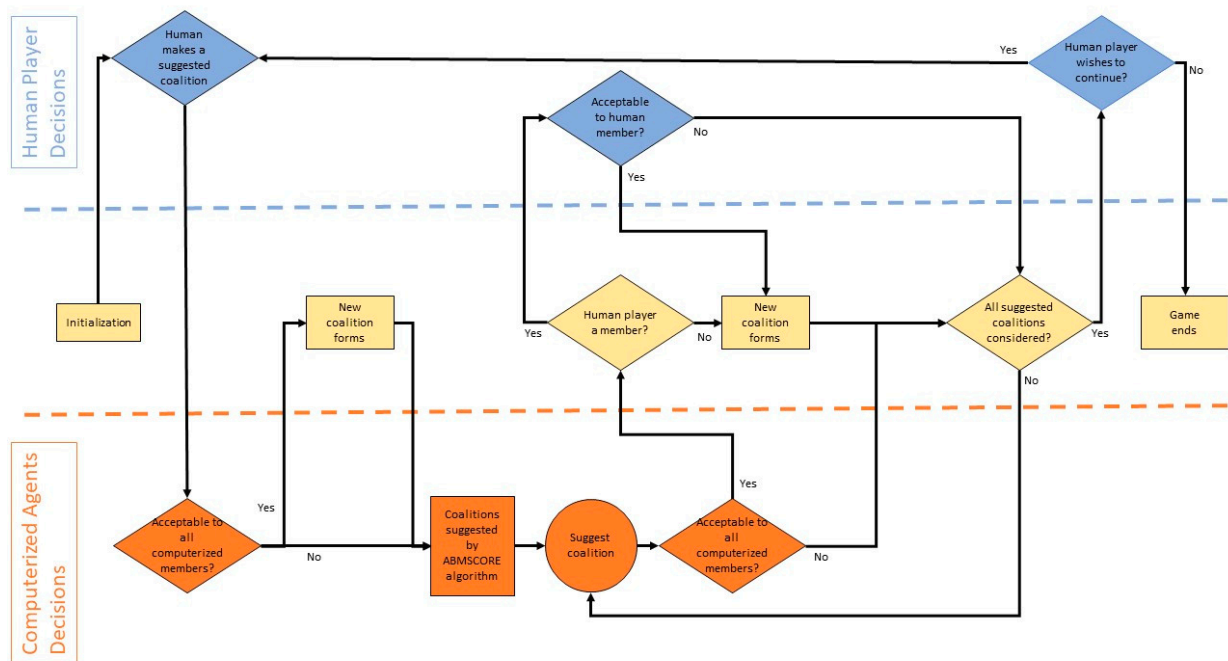 Human Player
Decisions
Human
makes a
suggested
coalition
Yes
Human player
wishes to
continue?
No
Acceptable
to human
member?
No
Yes
Initialization
New
coalition
forms
Human player
a member?
Yes
No
New
coalition
forms
All suggested
coalitions
considered?
Yes
No
Game
ends
Computerized Agents
Decisions
Acceptable to
all
computerized
members?
Yes
No
Coalitions
suggested
by
ABMSCORE
algorithm
Suggest
coalition
Acceptable to
all
computerized
members?
Yes
No